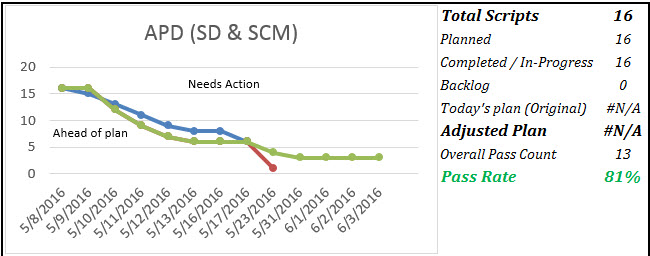 APD (SD & SCM)
20
15
10
5
0
Needs Action
Ahead of plan
5/8/2016
5/9/2016
5/10/2016
5/11/2016
5/12/2016
5/13/2016
5/16/2016
5/17/2016
5/23/2016
5/31/2016
6/1/2016
6/2/2016
6/3/2016
Total Scripts 16
Planned 16
Completed / In-Progress 16
Backlog 0
Today's plan (Original) #N/A
Adjusted Plan #N/A
Overall Pass Count 13
Pass Rate 81%